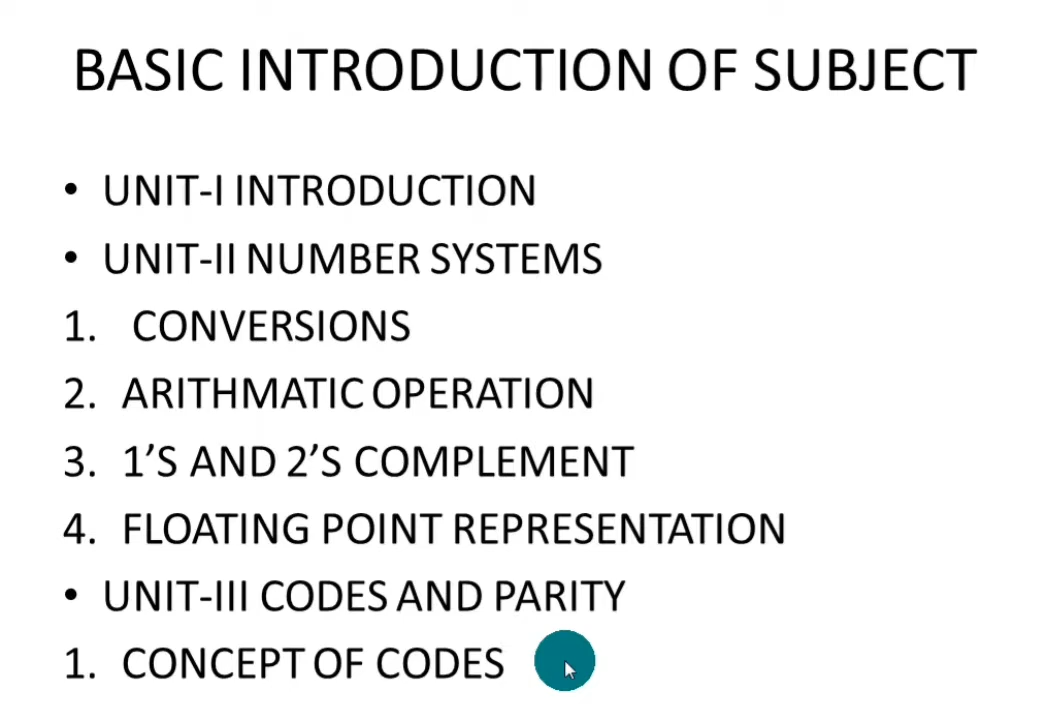 BASIC INTRODUCTION OF SUBJECT
• UNIT-I INTRODUCTION
• UNIT-II NUMBER SYSTEMS
1. CONVERSIONS
2. ARITHMATIC OPERATION
3. 1’S AND 2’S COMPLEMENT
4. FLOATING POINT REPRESENTATION
• UNIT-III CODES AND PARITY
1. CONCEPT OF CODES